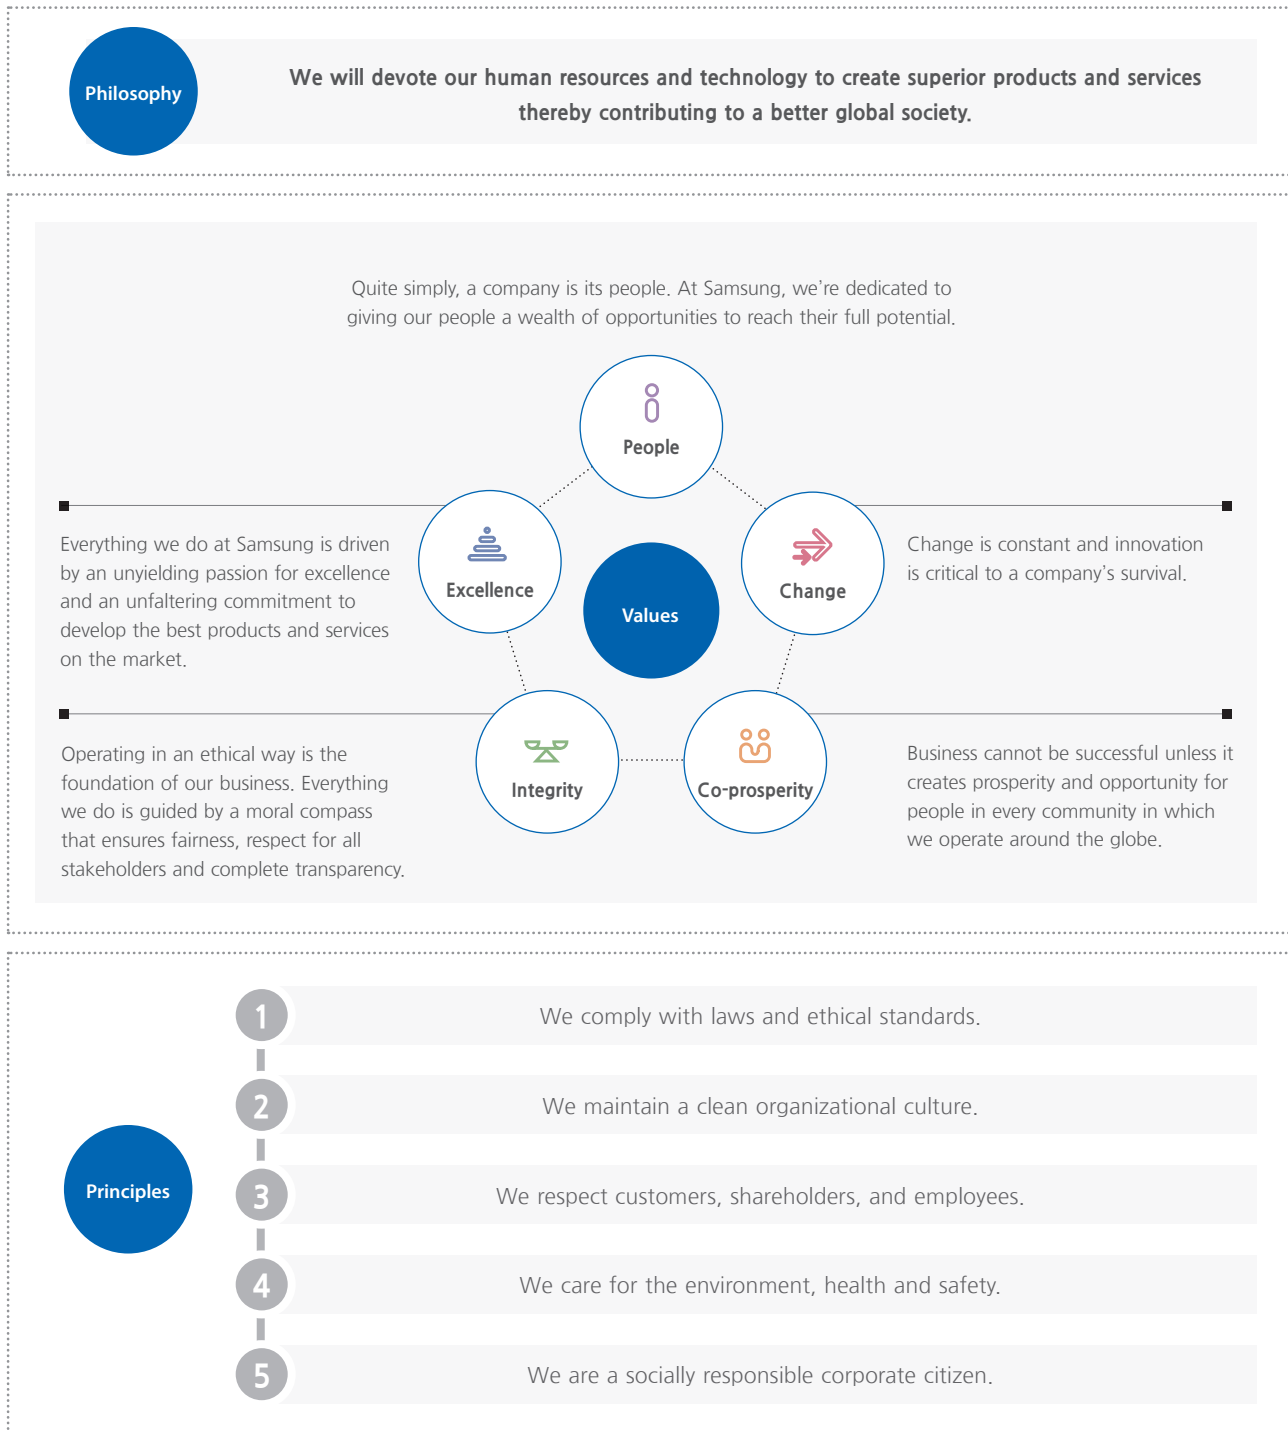 Philosophy
We will devote our human resources and technology to create superior products and services
thereby contributing to a better global society.
Quite simply, a company is its people. At Samsung, we’re dedicated to
giving our people a wealth of opportunities to reach their full potential.
People
Excellence
Everything we do at Samsung is driven
by an unyielding passion for excellence
and an unfaltering commitment to
develop the best products and services
on the market.
Values
Change
Change is constant and innovation
is critical to a company’s survival.
Integrity
Operating in an ethical way is the
foundation of our business. Everything
we do is guided by a moral compass
that ensures fairness, respect for all
stakeholders and complete transparency.
Co-prosperity
Business cannot be successful unless it
creates prosperity and opportunity for
people in every community in which
we operate around the globe.
Principles
1 We comply with laws and ethical standards.
2 We maintain a clean organizational culture.
3 We respect customers, shareholders, and employees.
4 We care for the environment, health and safety.
5 We are a socially responsible corporate citizen.